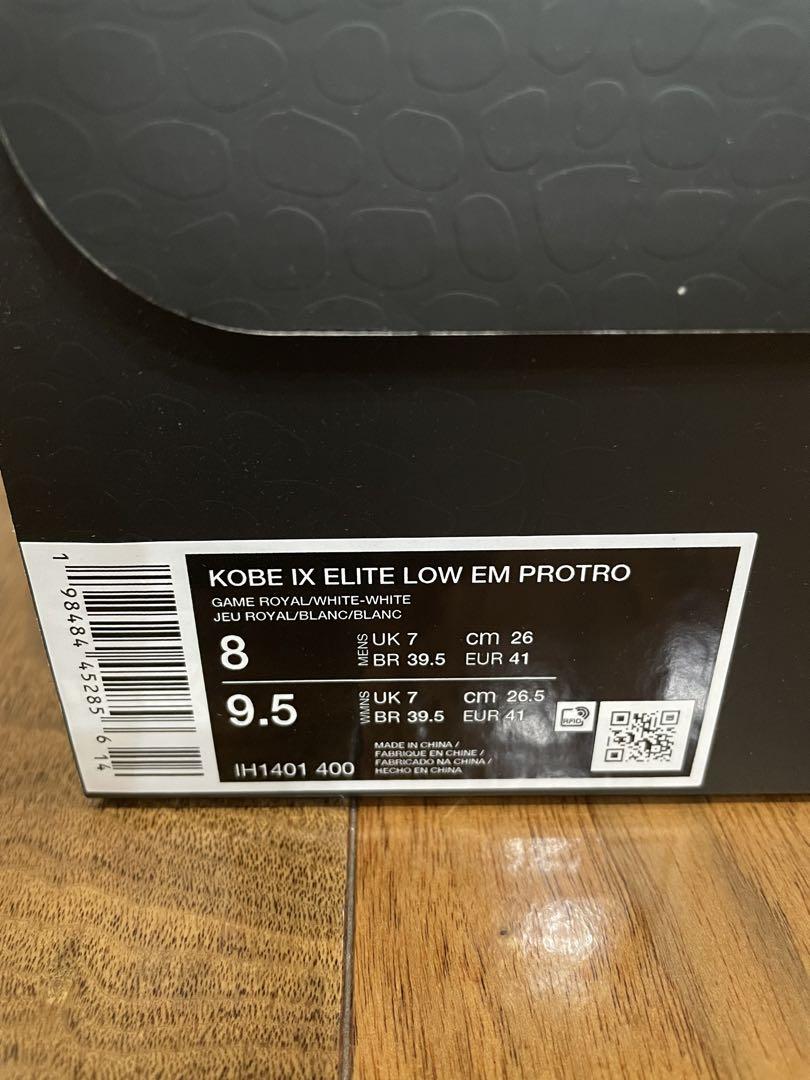 KOBE IX ELITE LOW EM PROTRO
GAME ROYAL/WHITE-WHITE
JEU ROYAL/BLANC/BLANC
8 MENS UK 7 cm 26
BR 39.5 EUR 41
9.5 WMNS UK 7 cm 26.5
BR 39.5 EUR 41
RFID
IH1401 400
MADE IN CHINA /
FABRIQUE EN CHINE /
FABRICADO NA CHINA /
HECHO EN CHINA
1 98484 45285 6 14